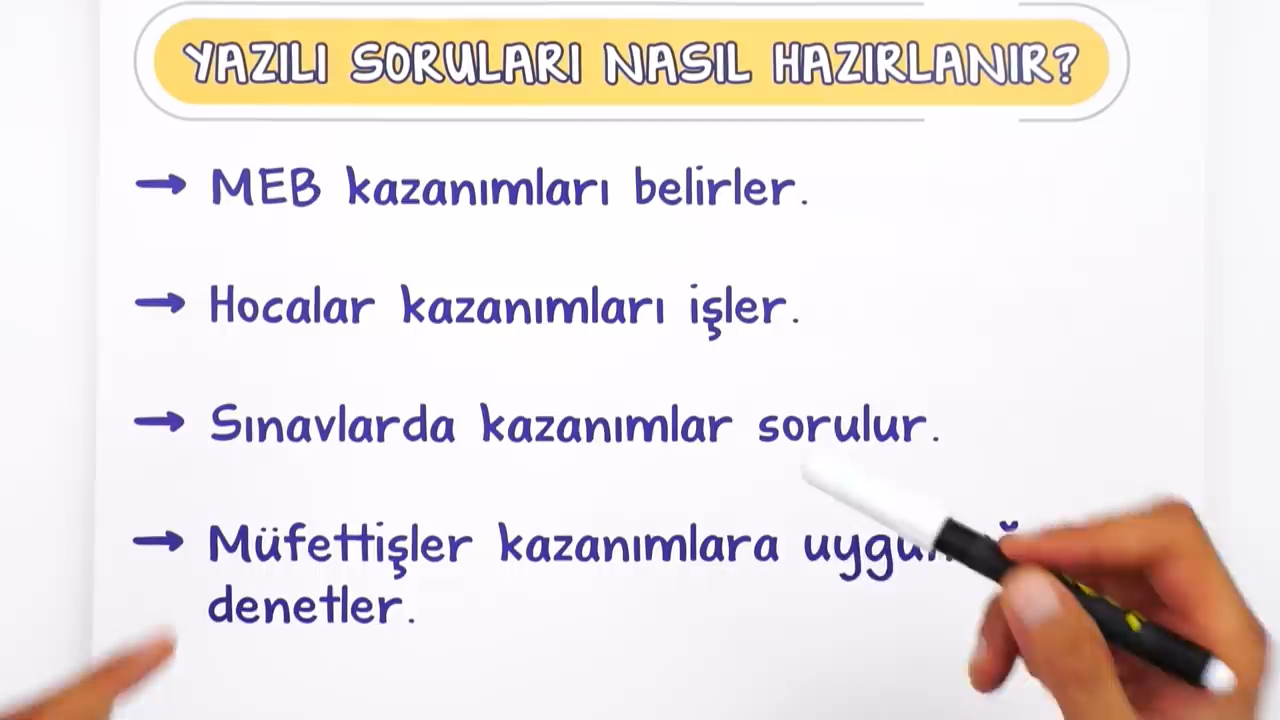 YAZILI SORULARI NASIL HAZIRLANIR?
→ MEB kazanımları belirler.
→ Hocalar kazanımları işler.
→ Sınavlarda kazanımlar sorulur.
→ Müfettişler kazanımlara
denetler.